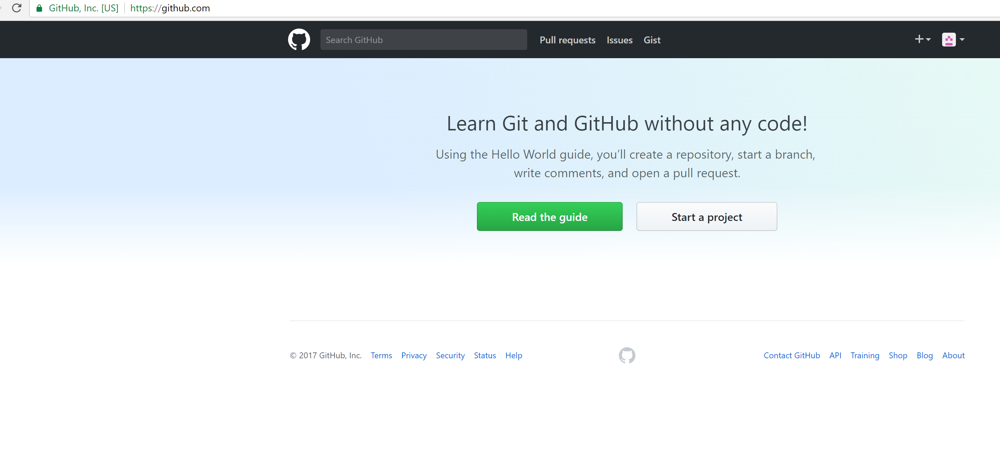 GitHub, Inc. [US] https://github.com
Search GitHub Pull requests Issues Gist
Learn Git and GitHub without any code!
Using the Hello World guide, you’ll create a repository, start a branch,
write comments, and open a pull request.
Read the guide Start a project
© 2017 GitHub, Inc. Terms Privacy Security Status Help Contact GitHub API Training Shop Blog About